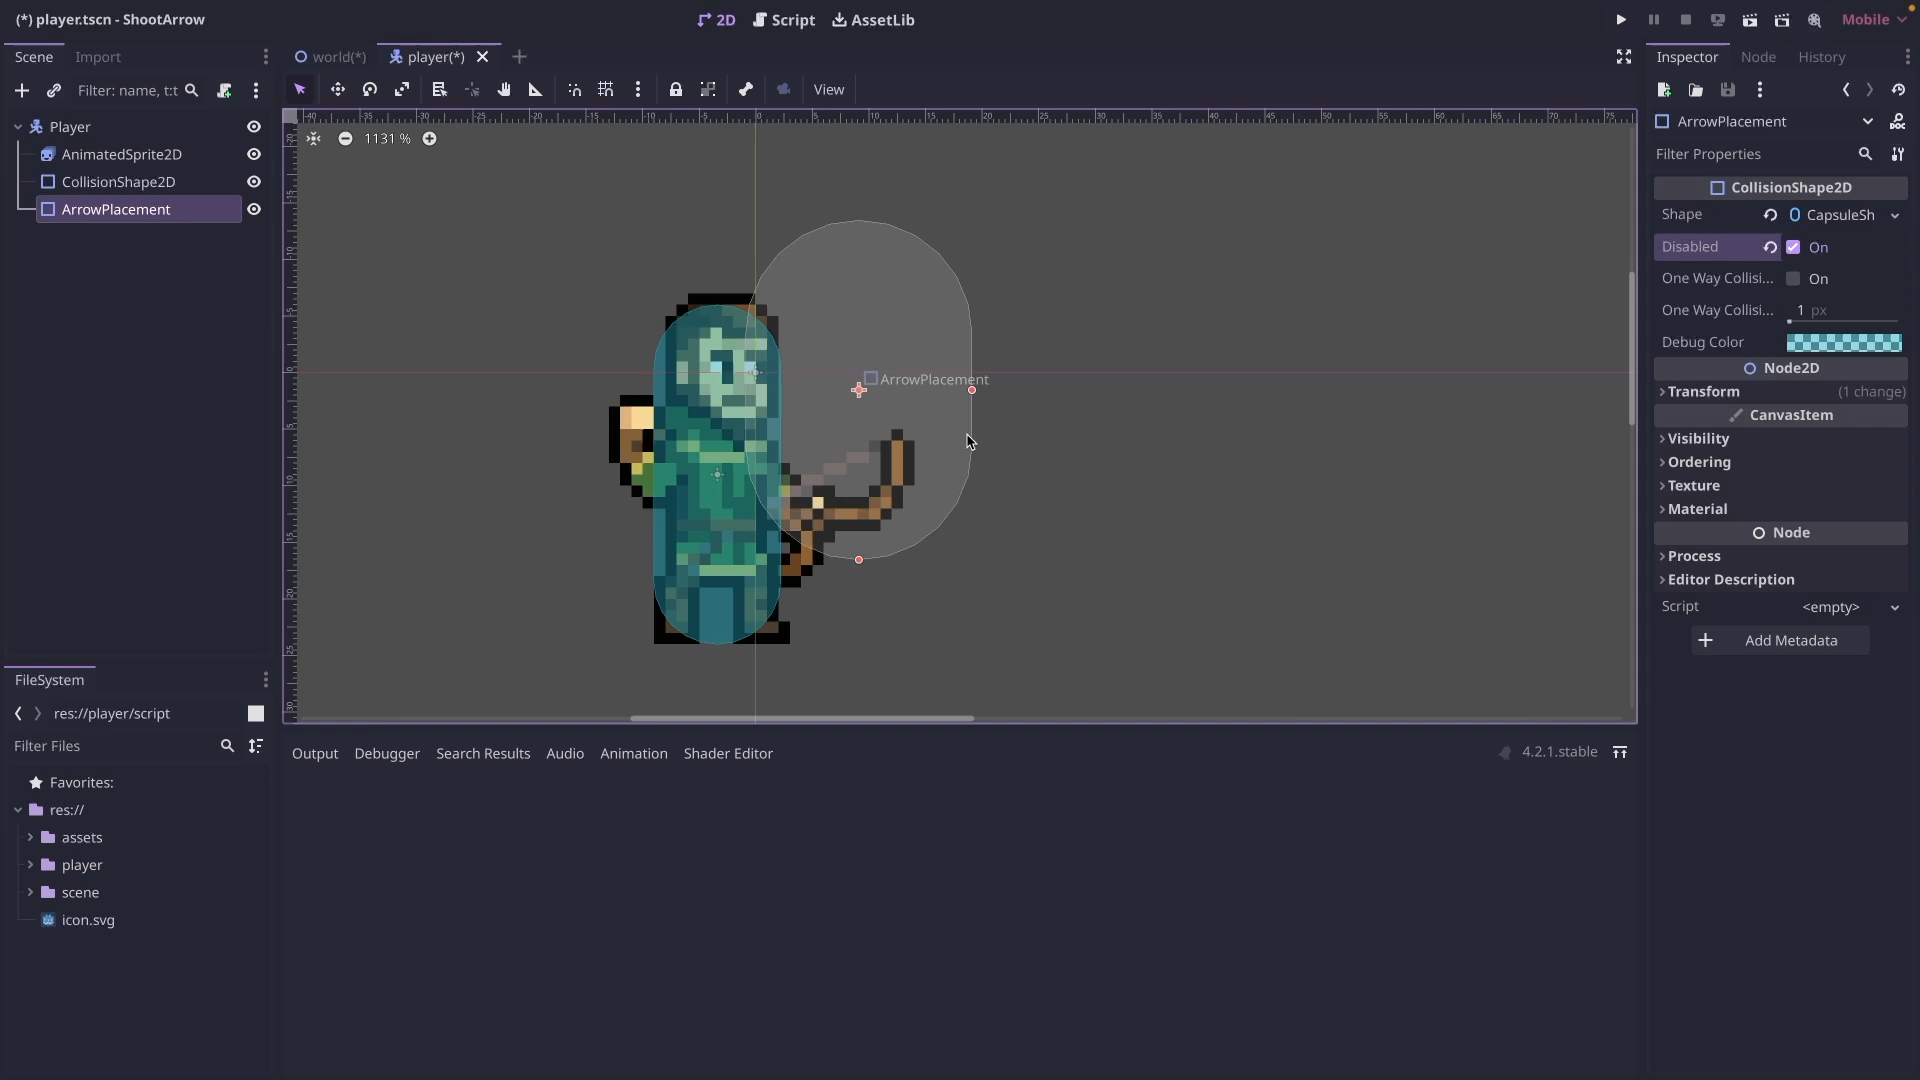 (*) player.tscn - ShootArrow
2D
Script
AssetLib
Mobile
Scene
Import
world(*)
player(*)
Inspector
Node
History
Filter: name, t:t
View
ArrowPlacement
Player
AnimatedSprite2D
CollisionShape2D
ArrowPlacement
1131 %
ArrowPlacement
Filter Properties
CollisionShape2D
Shape
CapsuleSh
Disabled
On
One Way Collisi...
On
One Way Collisi...
1 px
Debug Color
Node2D
Transform
(1 change)
CanvasItem
Visibility
Ordering
Texture
Material
Node
Process
Editor Description
Script
<empty>
Add Metadata
FileSystem
res://player/script
Filter Files
Favorites:
res://
assets
player
scene
icon.svg
Output
Debugger
Search Results
Audio
Animation
Shader Editor
4.2.1.stable